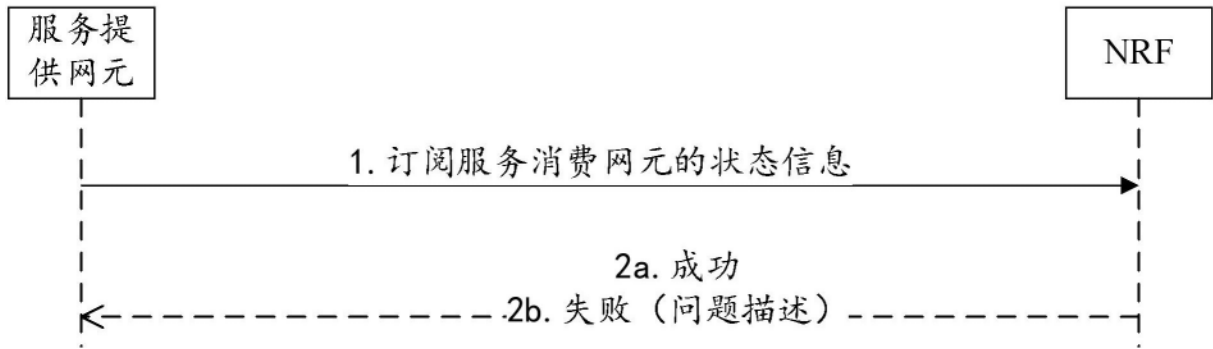 服务提
供网元
NRF
1. 订阅服务消费网元的状态信息
2a. 成功
2b. 失败（问题描述）